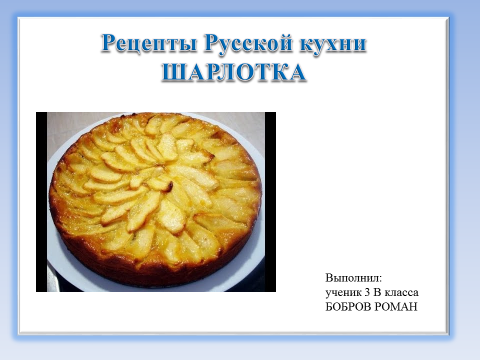 Рецепты Русской кухни
ШАРЛОТКА
Выполнил:
ученик 3 В класса
БОБРОВ РОМАН